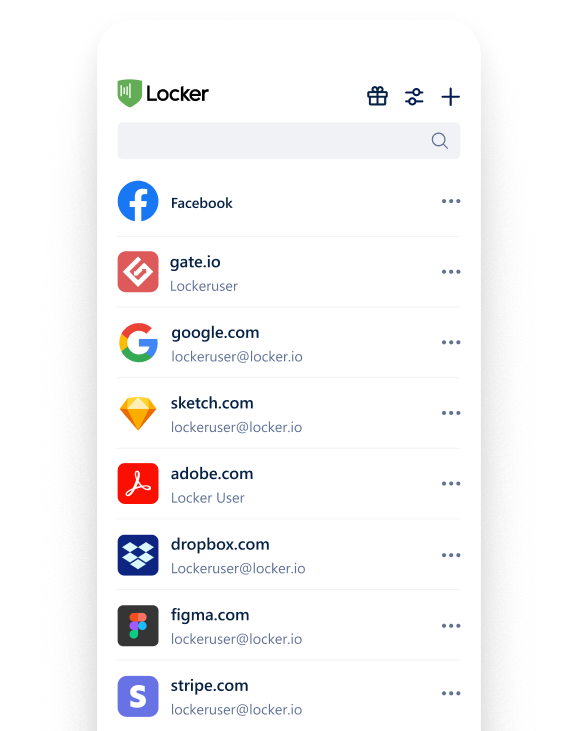 Locker
Facebook
gate.io
Lockeruser
google.com
lockeruser@locker.io
sketch.com
lockeruser@locker.io
adobe.com
Locker User
dropbox.com
Lockeruser@locker.io
figma.com
lockeruser@locker.io
stripe.com
lockeruser@locker.io